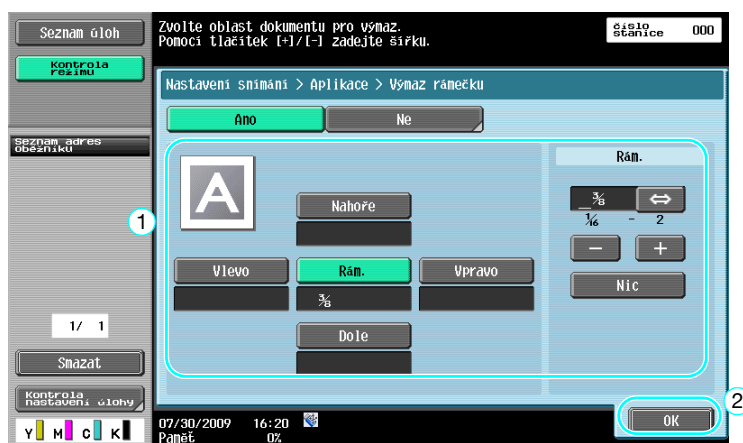 Seznam úloh
Kontrola
režimu
Seznam adres
oběžníku
1/ 1
Smazat
Kontrola
nastavení úlohy
Y M C K
Zvolte oblast dokumentu pro výmaz.
Pomocí tlačítek [+]/[-] zadejte šířku.
číslo
stanice 000
Nastavení snímání > Aplikace > Výmaz rámečku
Ano
Ne
A
Nahoře
Vlevo
Rám.
Vpravo
⅜
Dole
Rám.
_⅜ ⇔
1⁄16 - 2
− +
Nic
1
2
OK
07/30/2009 16:20
Paměť 0%